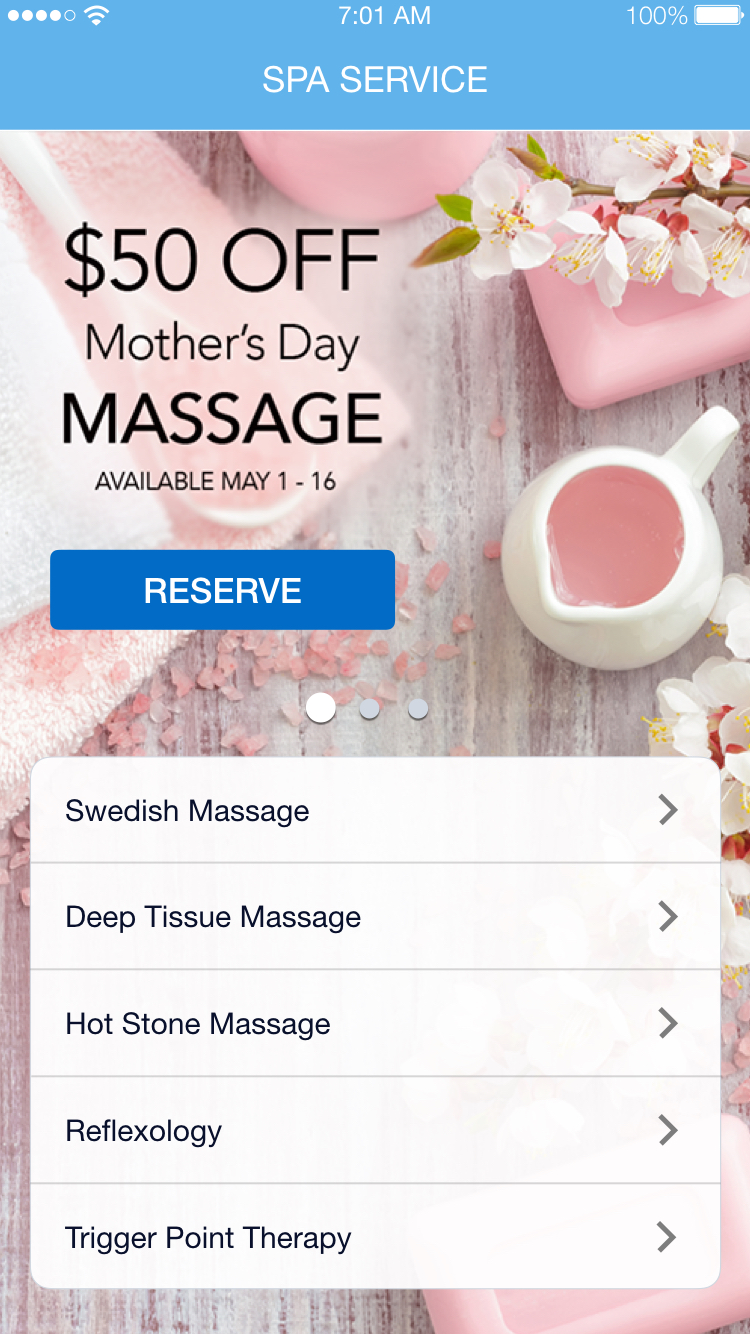 7:01 AM 100%
SPA SERVICE
$50 OFF
Mother's Day
MASSAGE
AVAILABLE MAY 1 - 16
RESERVE
Swedish Massage
Deep Tissue Massage
Hot Stone Massage
Reflexology
Trigger Point Therapy